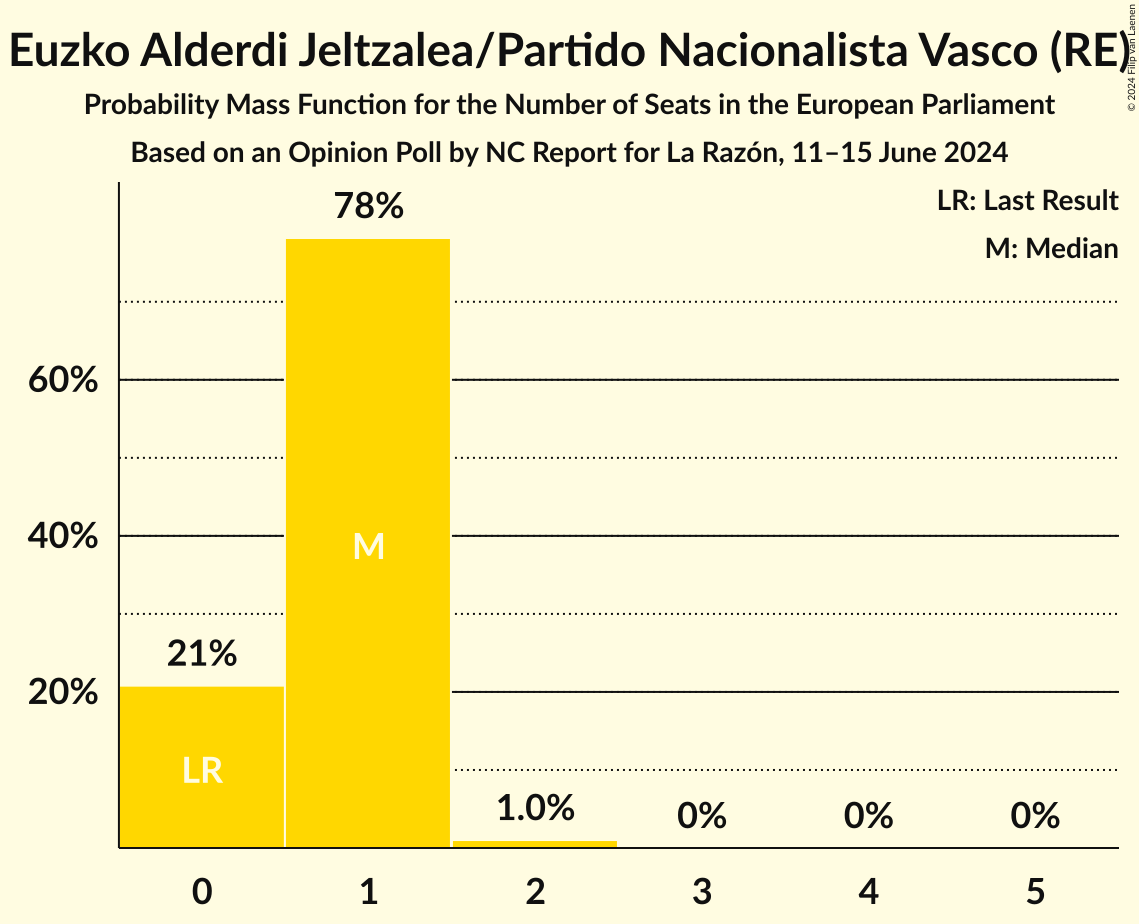 Euzko Alderdi Jeltzalea/Partido Nacionalista Vasco (RE)
© 2024 Filip van Laenen
Probability Mass Function for the Number of Seats in the European Parliament
Based on an Opinion Poll by NC Report for La Razón, 11–15 June 2024
LR: Last Result
M: Median
78%
60%
M
40%
21%
20%
LR
1.0%
0%
0%
0%
0 1 2 3 4 5